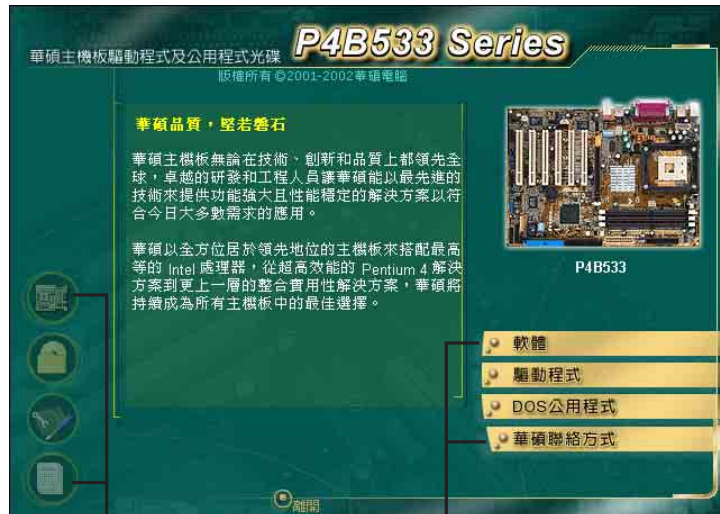 華碩主機板驅動程式及公用程式光碟 P4B533 Series
版權所有 ©2001-2002華碩電腦
華碩品質，堅若磐石
華碩主機板無論在技術、創新和品質上都領先全
球，卓越的研發和工程人員讓華碩能以最先進的
技術來提供功能強大且性能穩定的解決方案以符
合今日大多數需求的應用。
華碩以全方位居於領先地位的主機板來搭配最高
等的 Intel 處理器，從超高效能的 Pentium 4 解決
方案到更上一層的整合實用性解決方案，華碩將
持續成為所有主機板中的最佳選擇。
P4B533
軟體
驅動程式
DOS公用程式
華碩聯絡方式
離開